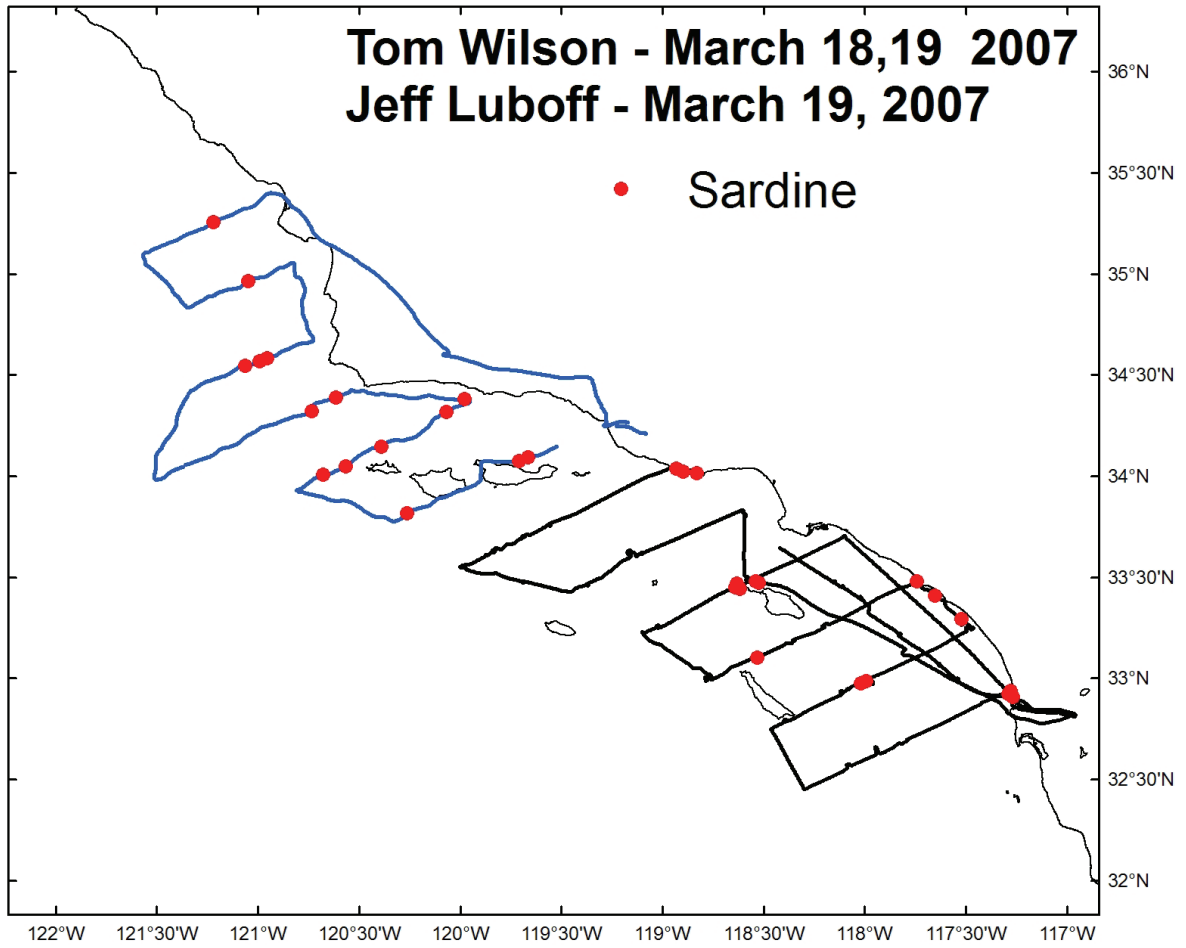 Tom Wilson - March 18,19 2007
Jeff Luboff - March 19, 2007
Sardine
36°N
35°30'N
35°N
34°30'N
34°N
33°30'N
33°N
32°30'N
32°N
122°W 121°30'W 121°W 120°30'W 120°W 119°30'W 119°W 118°30'W 118°W 117°30'W 117°W